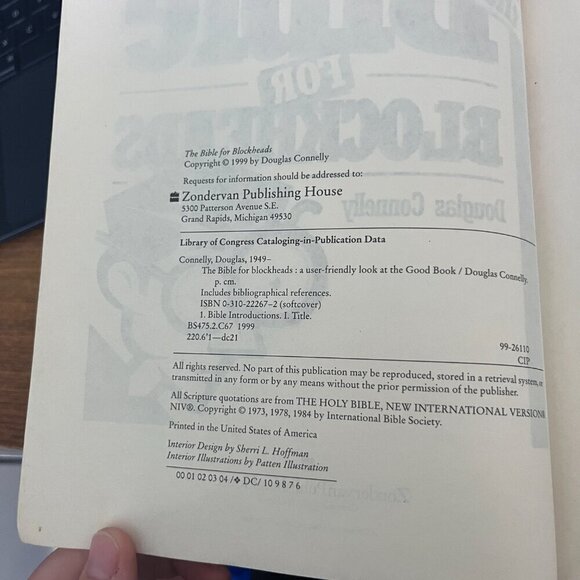 The Bible for Blockheads
Copyright © 1999 by Douglas Connelly
Requests for information should be addressed to:
Zondervan Publishing House
5300 Patterson Avenue S.E.
Grand Rapids, Michigan 49530
Library of Congress Cataloging-in-Publication Data
Connelly, Douglas, 1949–
The Bible for blockheads : a user-friendly look at the Good Book / Douglas Connelly.
p. cm.
Includes bibliographical references.
ISBN 0-310-22267-2 (softcover)
1. Bible Introductions. I. Title.
BS475.2.C67 1999
220.6'1—dc21
99-26110
CIP
All rights reserved. No part of this publication may be reproduced, stored in a retrieval system, or
transmitted in any form or by any means without the prior permission of the publisher.
All Scripture quotations are from THE HOLY BIBLE, NEW INTERNATIONAL VERSION®
NIV®. Copyright © 1973, 1978, 1984 by International Bible Society.
Printed in the United States of America
Interior Design by Sherri L. Hoffman
Interior Illustrations by Patten Illustration
00 01 02 03 04 /❖ DC/ 10 9 8 7 6
BIBLE
FOR
BLOCKHEADS
Douglas Connelly